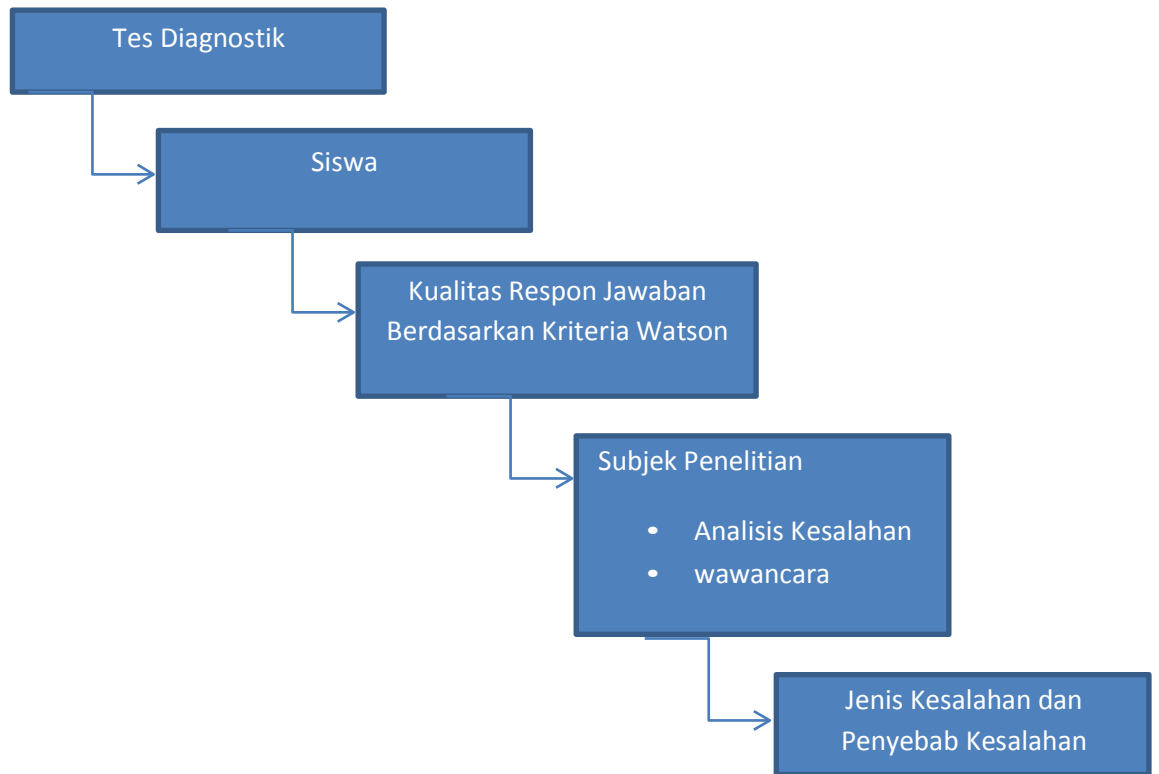 Tes Diagnostik
Siswa
Kualitas Respon Jawaban
Berdasarkan Kriteria Watson
Subjek Penelitian
• Analisis Kesalahan
• wawancara
Jenis Kesalahan dan
Penyebab Kesalahan